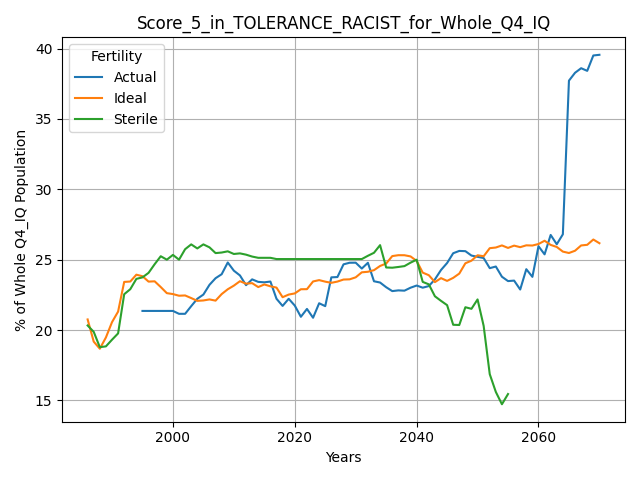 Score_5_in_TOLERANCE_RACIST_for_Whole_Q4_IQ
% of Whole Q4_IQ Population
40
35
30
25
20
15
Fertility
Actual
Ideal
Sterile
2000
2020
2040
2060
Years